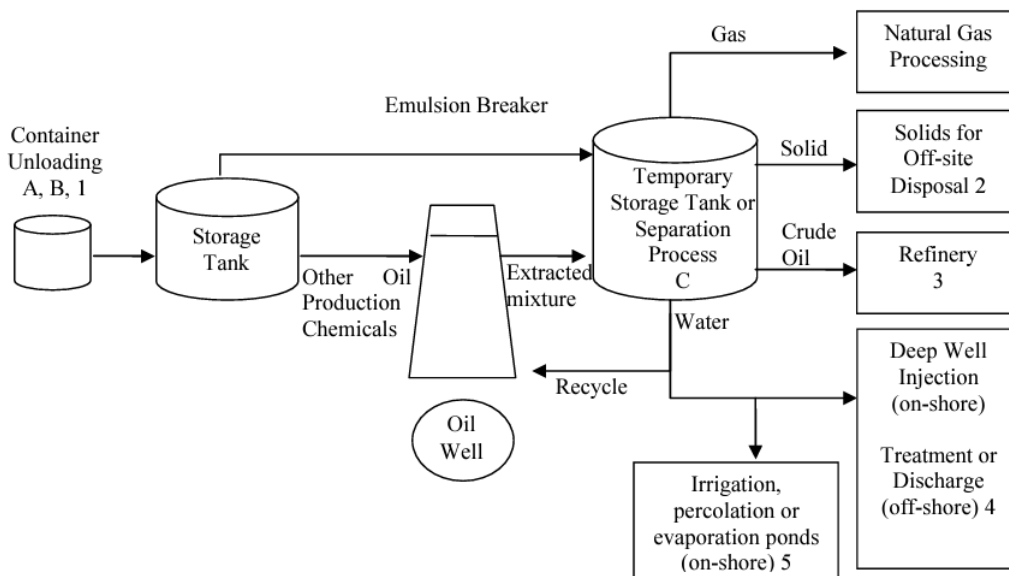 Gas
Natural Gas
Processing
Emulsion Breaker
Container
Unloading
A, B, 1
Storage
Tank
Other
Production
Chemicals
Oil
Extracted
mixture
Temporary
Storage Tank or
Separation
Process
C
Solid
Solids for
Off-site
Disposal 2
Crude
Oil
Refinery
3
Water
Recycle
Oil
Well
Deep Well
Injection
(on-shore)
Treatment or
Discharge
(off-shore) 4
Irrigation,
percolation or
evaporation ponds
(on-shore) 5